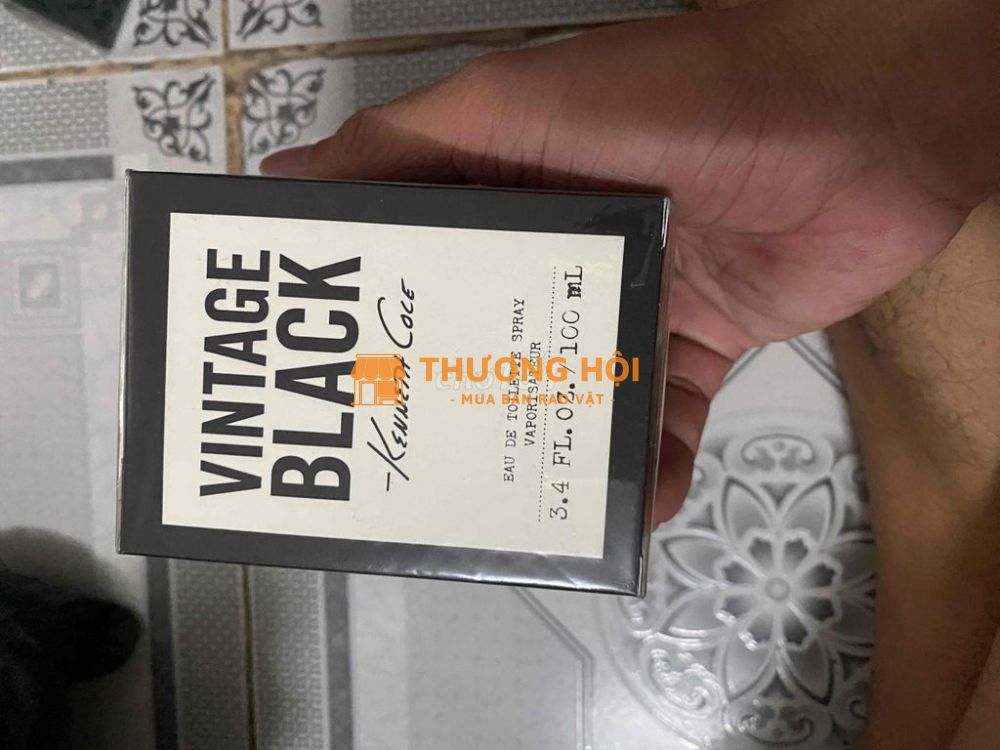 VINTAGE
BLACK
KENNETH COLE
EAU DE TOILETTE SPRAY
VAPORISATEUR
3.4 FL.OZ./100 mL
THƯƠNG HỘI
- MUA BÁN RAO VẶT -